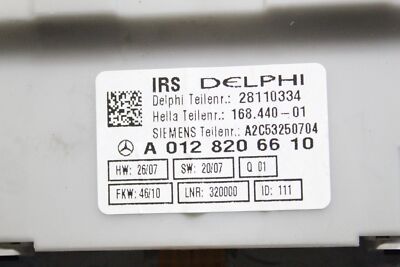 IRS DELPHI
Delphi Teilenr.: 28110334
Hella Teilenr.: 168.440-01
SIEMENS Teilenr.: A2C53250704
A 012 820 66 10
HW: 26/07 SW: 20/07 Q 01
FKW: 46/10 LNR: 320000 ID: 111